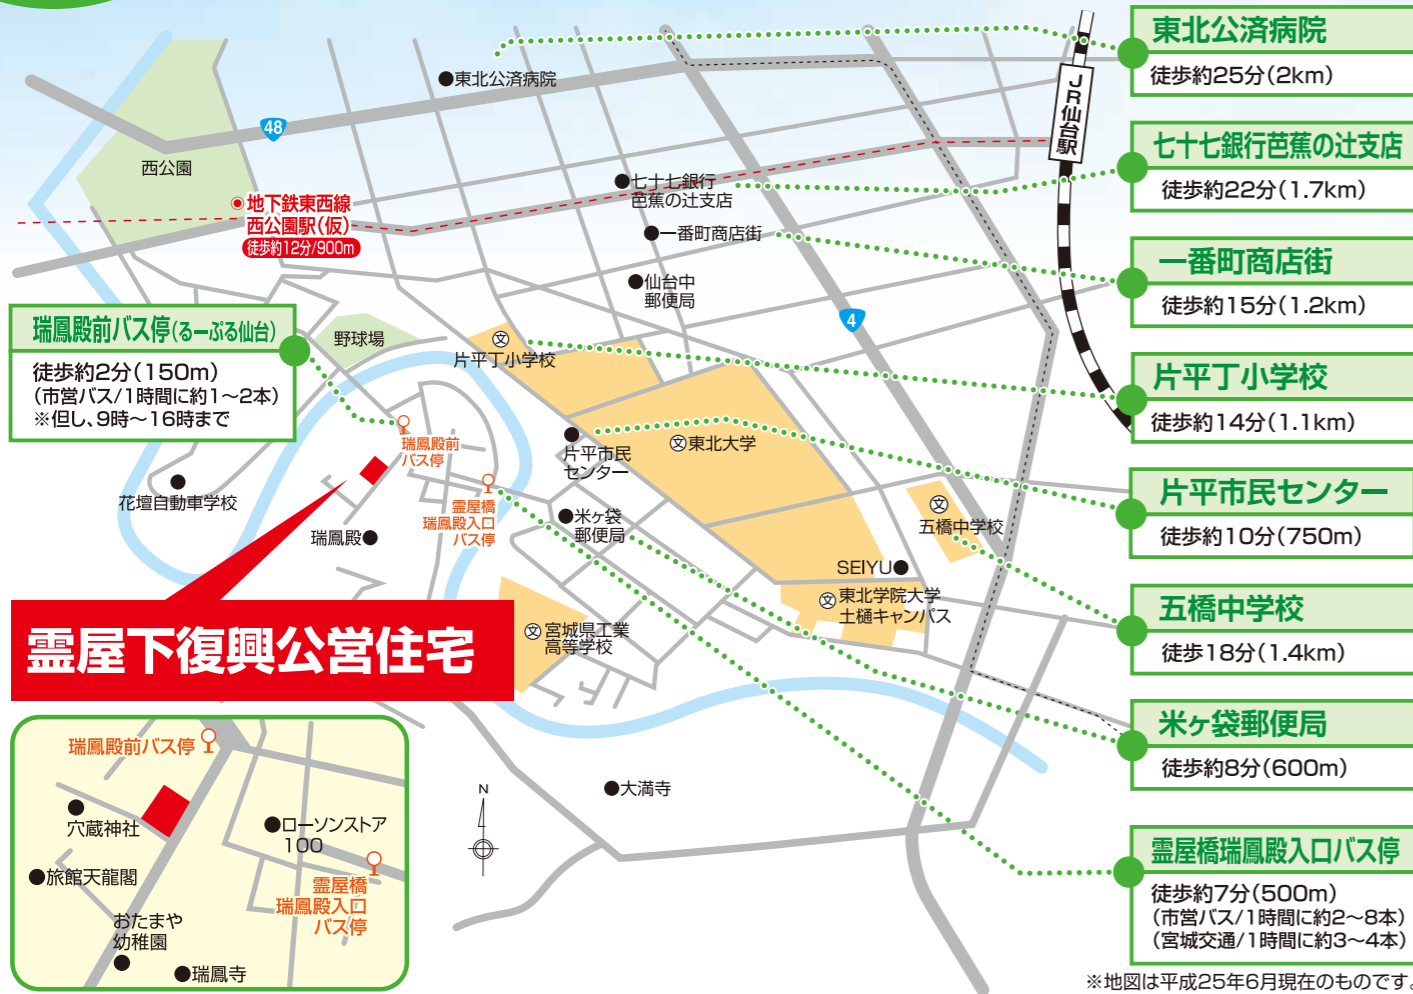 東北公済病院
徒歩約25分(2km)
七十七銀行芭蕉の辻支店
徒歩約22分(1.7km)
一番町商店街
徒歩約15分(1.2km)
片平丁小学校
徒歩約14分(1.1km)
片平市民センター
徒歩約10分(750m)
五橋中学校
徒歩18分(1.4km)
米ヶ袋郵便局
徒歩約8分(600m)
霊屋橋瑞鳳殿入口バス停
徒歩約7分(500m)
(市営バス/1時間に約2〜8本)
(宮城交通/1時間に約3〜4本)
※地図は平成25年6月現在のものです。
JR仙台駅
東北公済病院
48
西公園
地下鉄東西線
西公園駅(仮)
徒歩約12分/900m
七十七銀行
芭蕉の辻支店
一番町商店街
仙台中
郵便局
4
瑞鳳殿前バス停(るーぷる仙台)
徒歩約2分(150m)
(市営バス/1時間に約1〜2本)
※但し、9時〜16時まで
野球場
文
片平丁小学校
瑞鳳殿前
バス停
片平市民
センター
文東北大学
花壇自動車学校
霊屋橋
瑞鳳殿入口
バス停
米ヶ袋
郵便局
文
五橋中学校
瑞鳳殿
SEIYU
文東北学院大学
土樋キャンパス
文宮城県工業
高等学校
霊屋下復興公営住宅
大満寺
N
瑞鳳殿前バス停
穴蔵神社
ローソンストア
100
旅館天龍閣
霊屋橋
瑞鳳殿入口
バス停
おたまや
幼稚園
瑞鳳寺